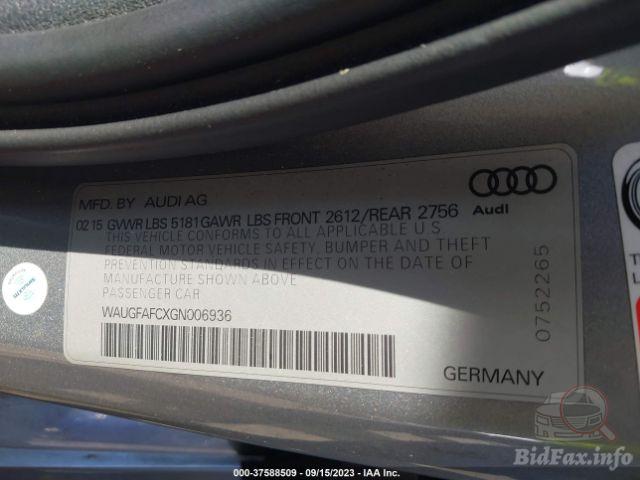 MFD. BY AUDI AG
02 15 GVWR LBS 5181 GAWR LBS FRONT 2612/REAR 2756
Audi
THIS VEHICLE CONFORMS TO ALL APPLICABLE U.S
FEDERAL MOTOR VEHICLE SAFETY, BUMPER AND THEFT
PREVENTION STANDARDS IN EFFECT ON THE DATE OF
MANUFACTURE SHOWN ABOVE
PASSENGER CAR
WAUGFAFCXGN006936
0752265
GERMANY
BidFax.info
000-37588509 - 09/15/2023 - IAA Inc.